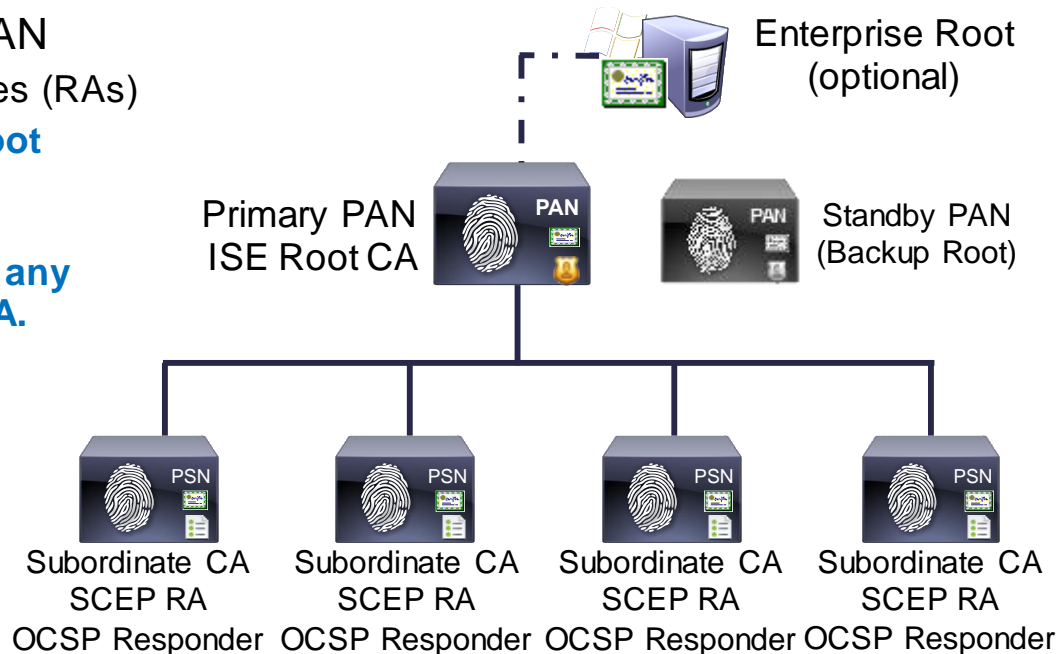 AN
es (RAs)
oot
any
A.
Enterprise Root
(optional)
Primary PAN
ISE Root CA
PAN
PAN
Standby PAN
(Backup Root)
PSN
PSN
PSN
PSN
Subordinate CA
SCEP RA
OCSP Responder
Subordinate CA
SCEP RA
OCSP Responder
Subordinate CA
SCEP RA
OCSP Responder
Subordinate CA
SCEP RA
OCSP Responder